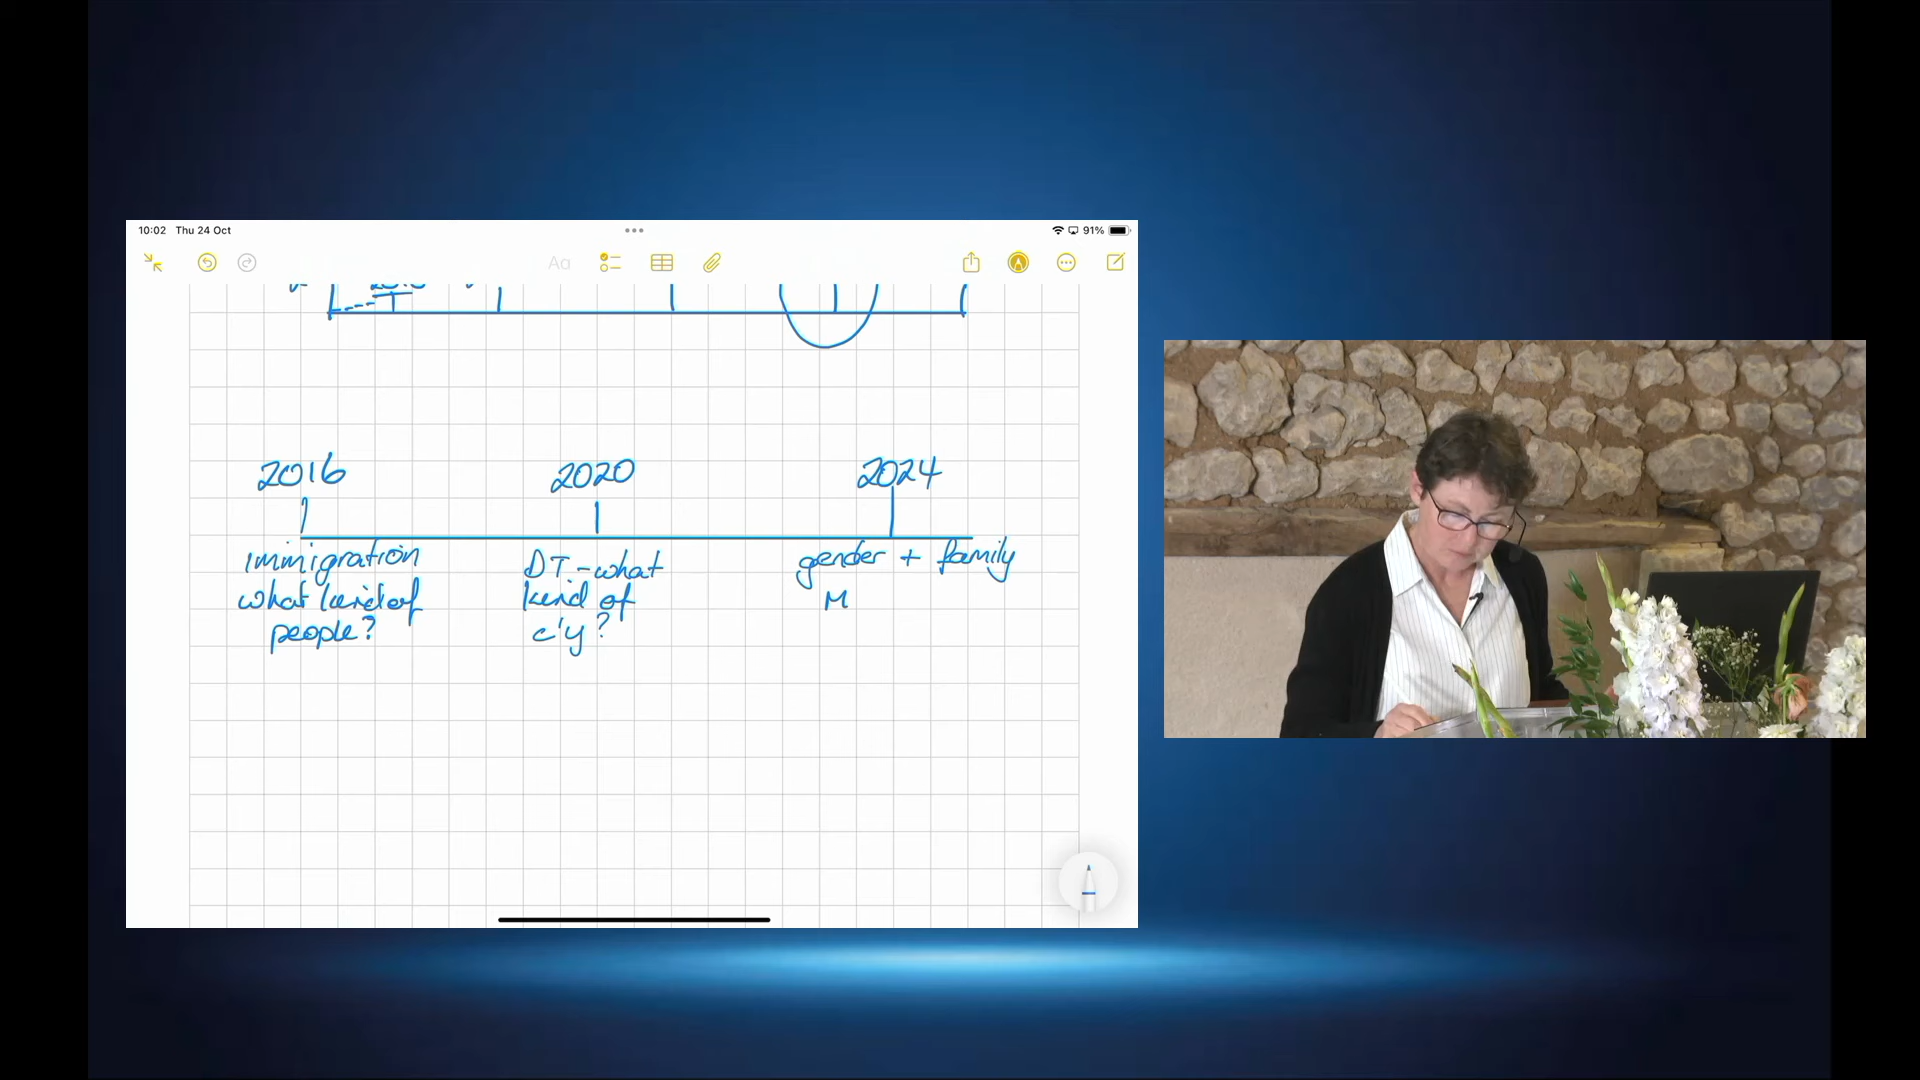 10:02 Thu 24 Oct
91%
Aa
2016 2020 2024
immigration
what kind of
people?
DT - what
kind of
c'y?
gender + family
M